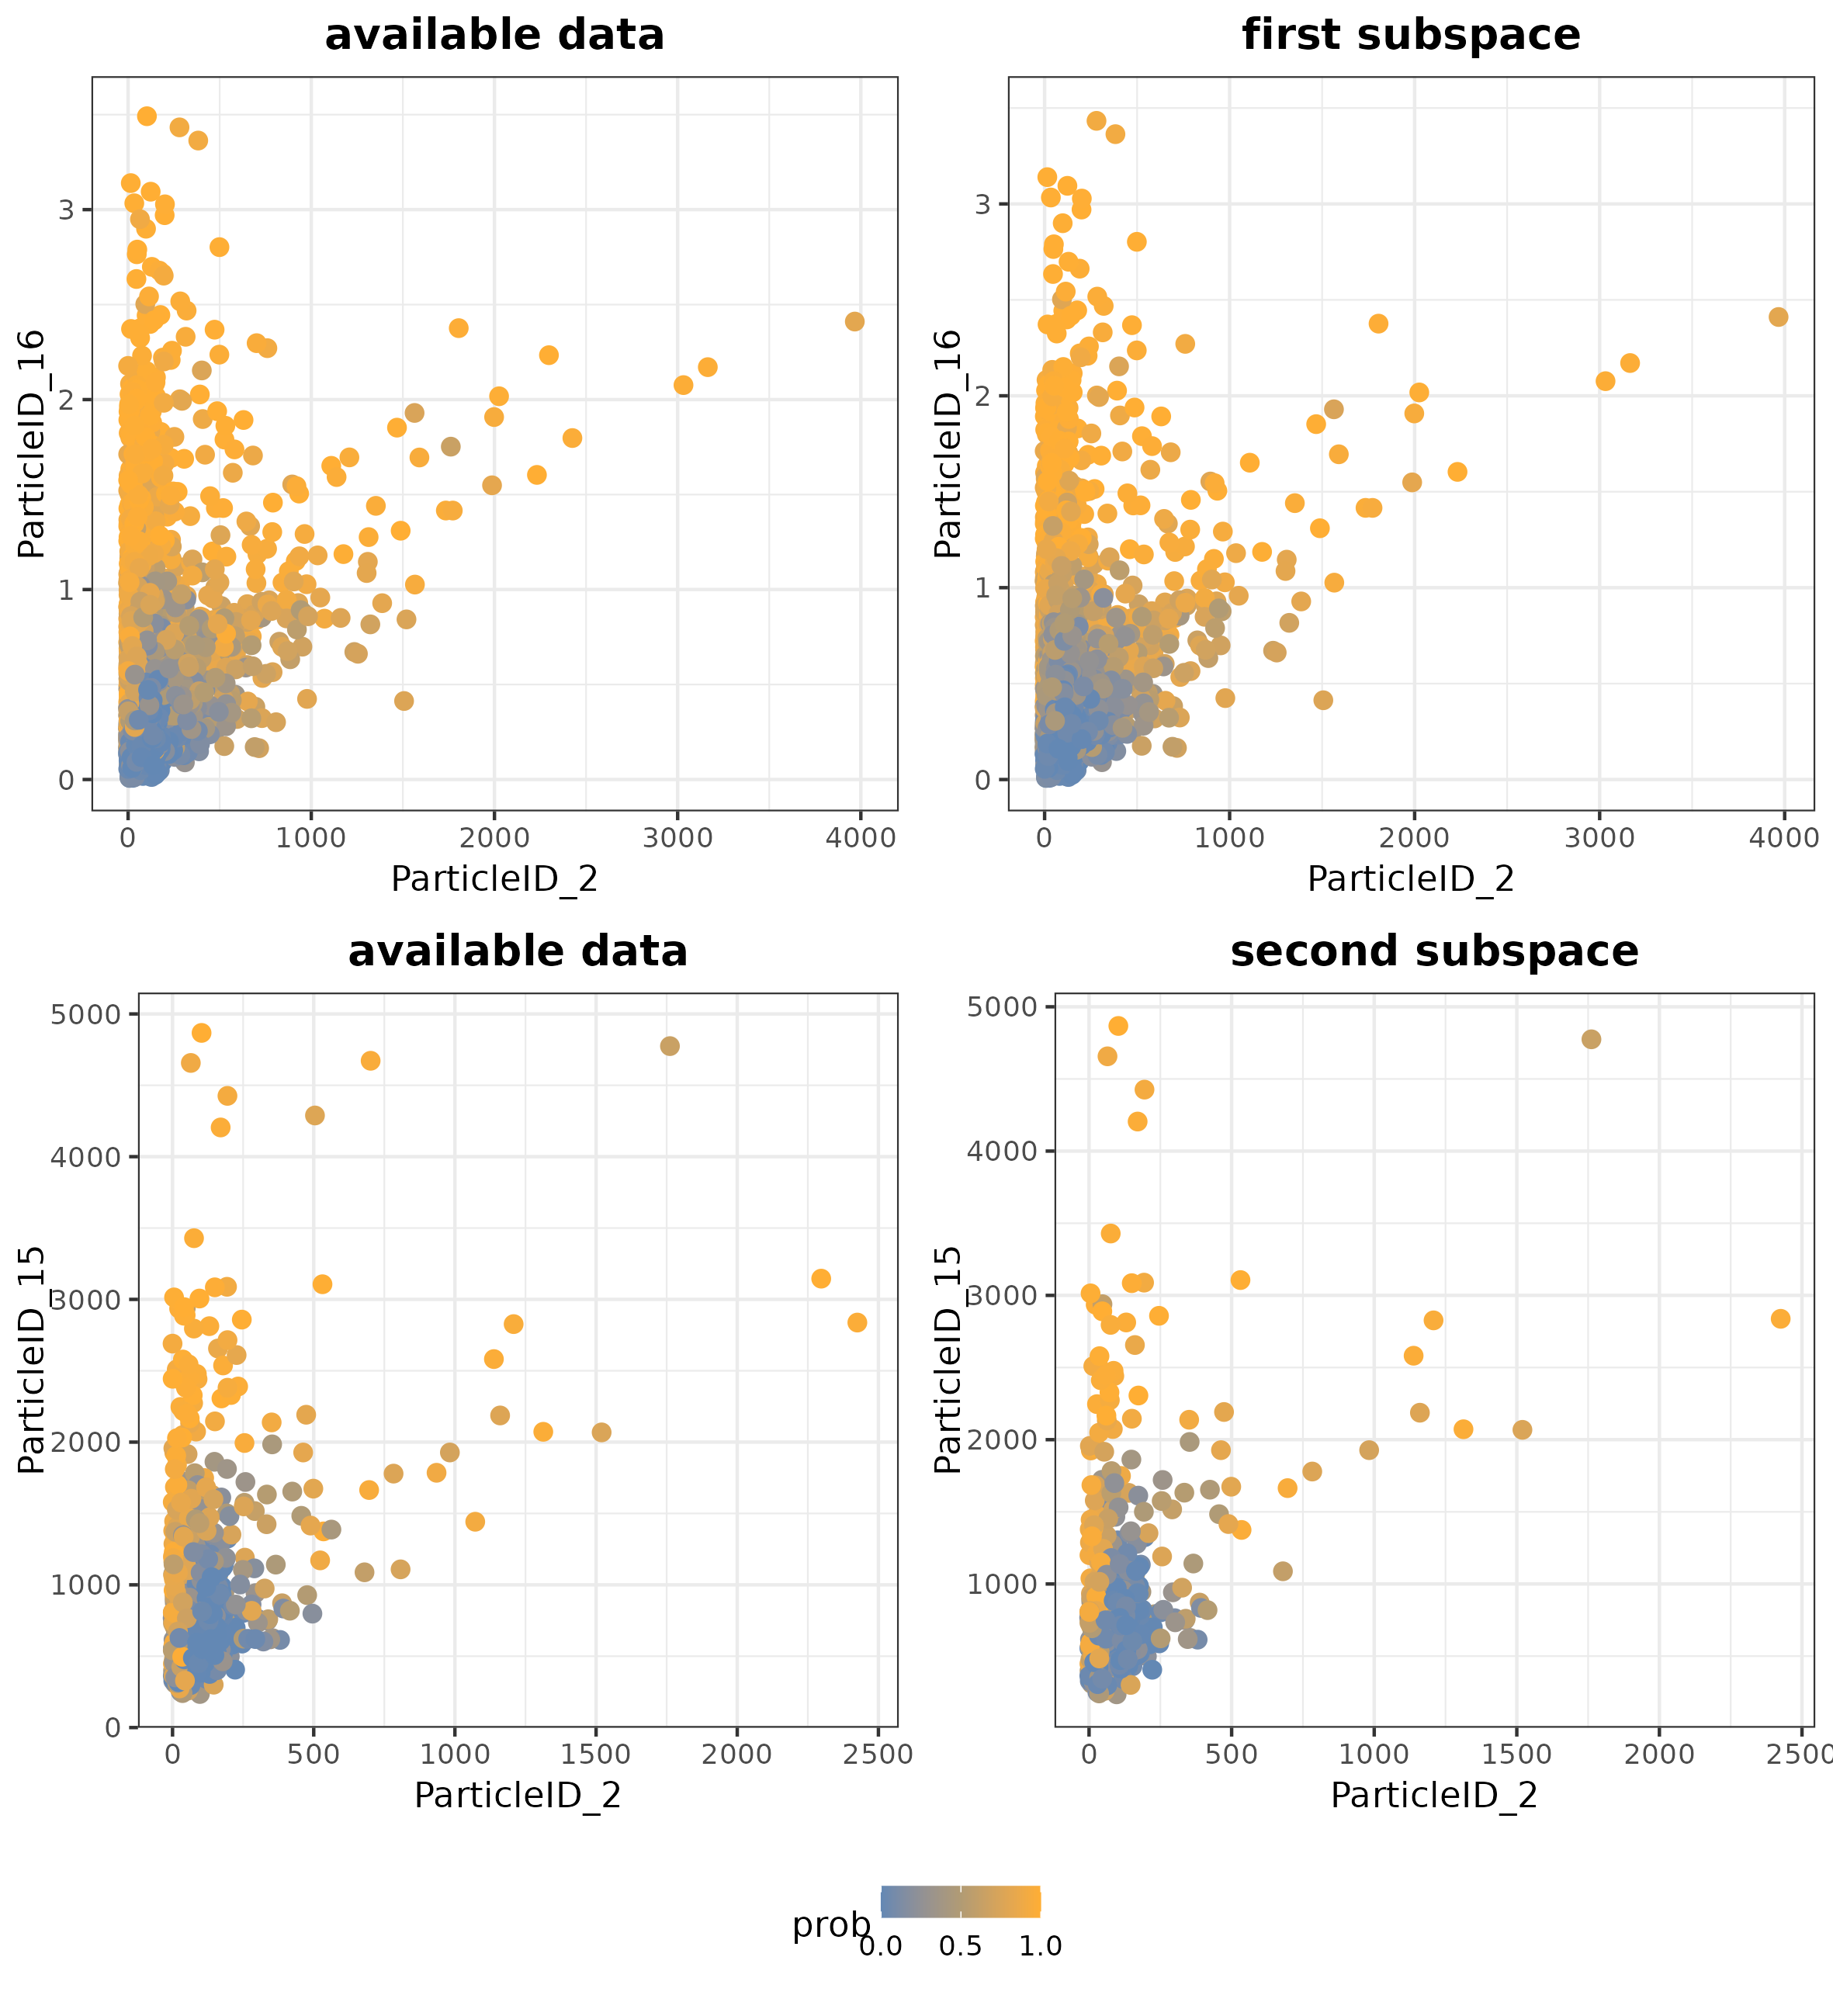 available data
first subspace
ParticleID_16
3
2
1
0
0 1000 2000 3000 4000
ParticleID_2
ParticleID_16
3
2
1
0
0 1000 2000 3000 4000
ParticleID_2
available data
second subspace
ParticleID_15
5000
4000
3000
2000
1000
0
0 500 1000 1500 2000 2500
ParticleID_2
ParticleID_15
5000
4000
3000
2000
1000
0 500 1000 1500 2000 2500
ParticleID_2
prob
0.0 0.5 1.0